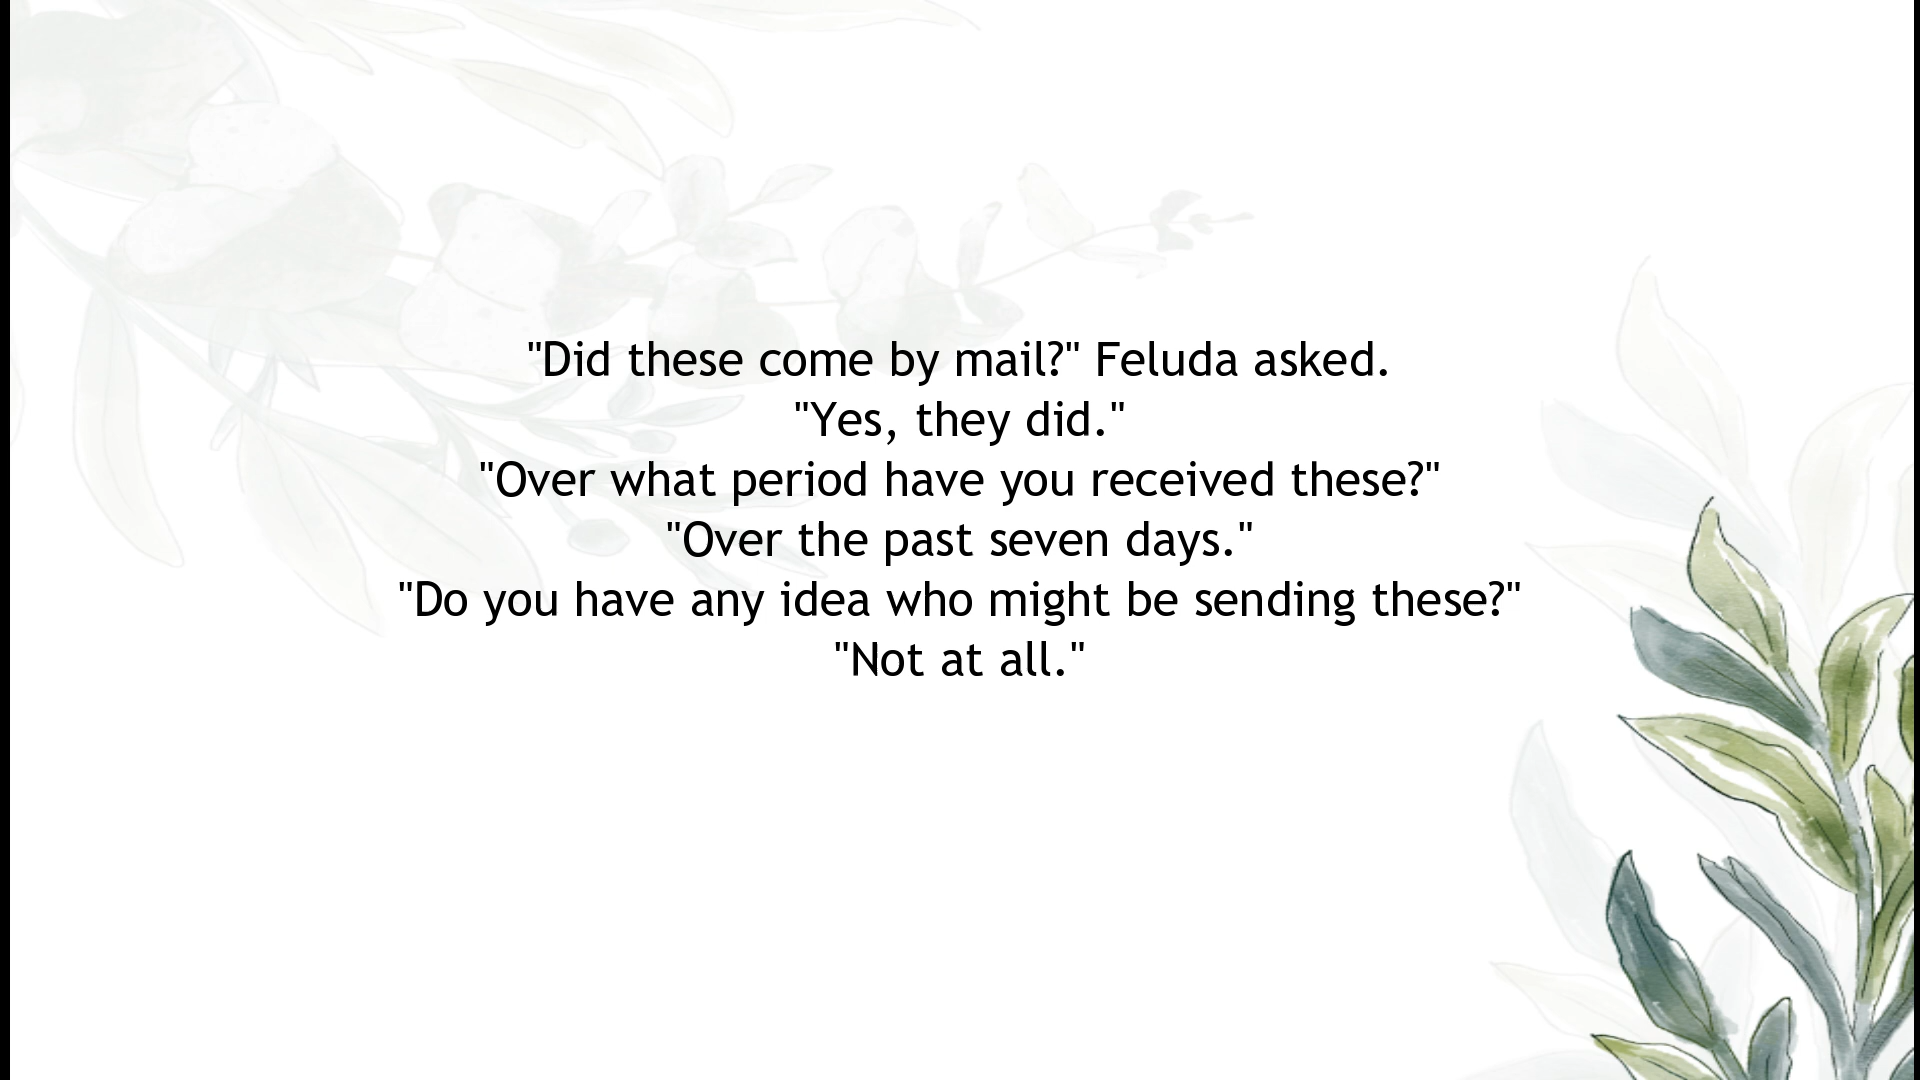 "Did these come by mail?" Feluda asked.
"Yes, they did."
"Over what period have you received these?"
"Over the past seven days."
"Do you have any idea who might be sending these?"
"Not at all."